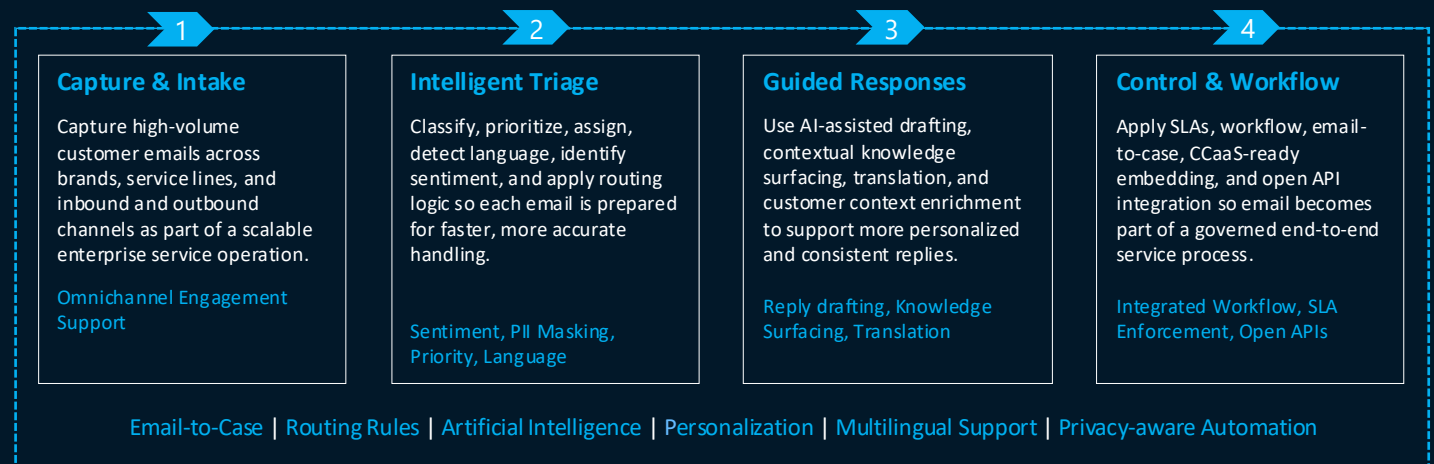 1
2
3
4
Capture & Intake
Capture high-volume
customer emails across
brands, service lines, and
inbound and outbound
channels as part of a scalable
enterprise service operation.
Omnichannel Engagement
Support
Intelligent Triage
Classify, prioritize, assign,
detect language, identify
sentiment, and apply routing
logic so each email is prepared
for faster, more accurate
handling.
Sentiment, PII Masking,
Priority, Language
Guided Responses
Use AI-assisted drafting,
contextual knowledge
surfacing, translation, and
customer context enrichment
to support more personalized
and consistent replies.
Reply drafting, Knowledge
Surfacing, Translation
Control & Workflow
Apply SLAs, workflow, email-
to-case, CCaaS-ready
embedding, and open API
integration so email becomes
part of a governed end-to-end
service process.
Integrated Workflow, SLA
Enforcement, Open APIs
Email-to-Case | Routing Rules | Artificial Intelligence | Personalization | Multilingual Support | Privacy-aware Automation